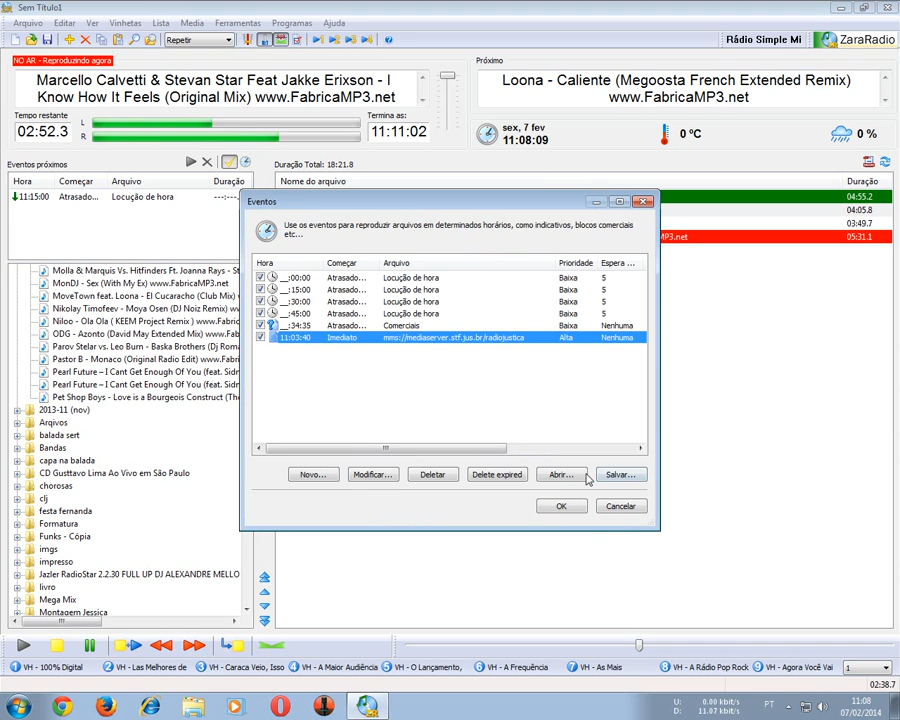 Sem Título1
Arquivo Editar Ver Vinhetas Lista Media Ferramentas Programas Ajuda
Repetir
Rádio Simple Mi
ZaraRadio
NO AR - Reproduzindo agora
Marcello Calvetti & Stevan Star Feat Jakke Erixson - I
Know How It Feels (Original Mix) www.FabricaMP3.net
Próximo
Loona - Caliente (Megoosta French Extended Remix)
www.FabricaMP3.net
Tempo restante
02:52.3
L
R
Termina as:
11:11:02
sex, 7 fev
11:08:09
0 ºC
0 %
Eventos próximos
Hora Começar Arquivo Duração
11:15:00 Atrasado... Locução de hora ---:---.
Duração Total: 18:21.8
Nome do arquivo Duração
04:55.2
04:05.8
03:49.7
MP3.net 05:31.1
Eventos
Use os eventos para reproduzir arquivos em determinados horários, como indicativos, blocos comerciais
etc...
Hora Começar Arquivo Prioridade Espera ...
__:00:00 Atrasado... Locução de hora Baixa 5
__:15:00 Atrasado... Locução de hora Baixa 5
__:30:00 Atrasado... Locução de hora Baixa 5
__:45:00 Atrasado... Locução de hora Baixa 5
__:34:35 Atrasado... Comerciais Baixa Nenhuma
11:03:40 Imediato mms://mediaserver.stf.jus.br/radiojustica Alta Nenhuma
Novo... Modificar... Deletar Delete expired Abrir... Salvar...
OK Cancelar
Molla & Marquis Vs. Hitfinders Ft. Joanna Rays - St
MonDJ - Sex (With My Ex) www.FabricaMP3.net
MoveTown feat. Loona - El Cucaracho (Club Mix)
Nikolay Timofeev - Moya Osen (DJ Noiz Remix) ww
Niloo - Ola Ola ( KEEM Project Remix ) www.Fabrica
ODG - Azonto (David May Extended Mix) www.Fab
Parov Stelar vs. Leo Burn - Baska Brothers (Dj Roma
Pastor B - Monaco (Original Radio Edit) www.Fabri
Pearl Future – I Cant Get Enough Of You (feat. Sidn
Pearl Future – I Cant Get Enough Of You (feat. Sidn
Pet Shop Boys - Love is a Bourgeois Construct (The
2013-11 (nov)
Arqivos
balada sert
Bandas
capa na balada
CD Gusttavo Lima Ao Vivo em São Paulo
chorosas
clj
festa fernanda
Formatura
Funks - Cópia
imgs
impresso
Jazler RadioStar 2.2.30 FULL UP DJ ALEXANDRE MELLO
livro
Mega Mix
Montagem Jessica
1 VH - 100% Digital 2 VH - Las Melhores de 3 VH - Caraca Veio, Isso 4 VH - A Maior Audiência 5 VH - O Lançamento, 6 VH - A Frequência 7 VH - As Mais 8 VH - A Rádio Pop Rock 9 VH - Agora Você Vai 1
02:38.7
U: 0.00 kbit/s
D: 11.07 kbit/s
PT
11:08
07/02/2014